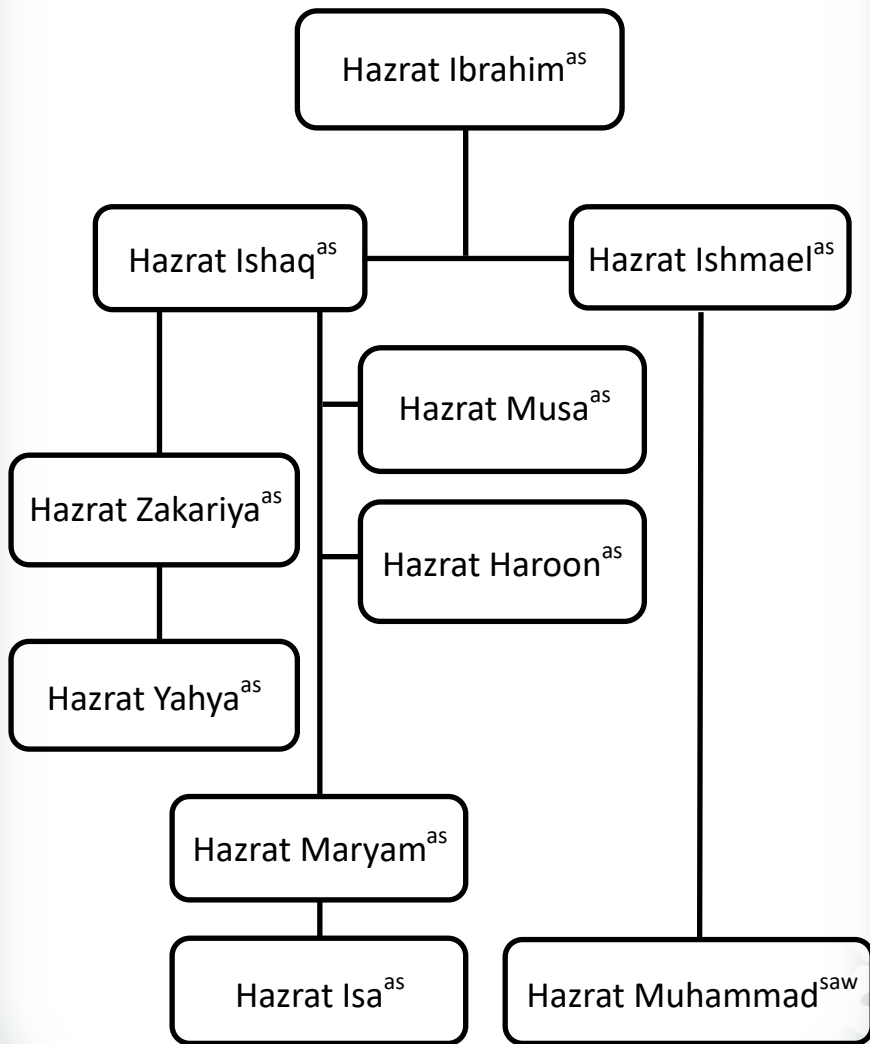 Hazrat Ibrahim^as
Hazrat Ishaq^as
Hazrat Ishmael^as
Hazrat Musa^as
Hazrat Zakariya^as
Hazrat Haroon^as
Hazrat Yahya^as
Hazrat Maryam^as
Hazrat Isa^as
Hazrat Muhammad^saw